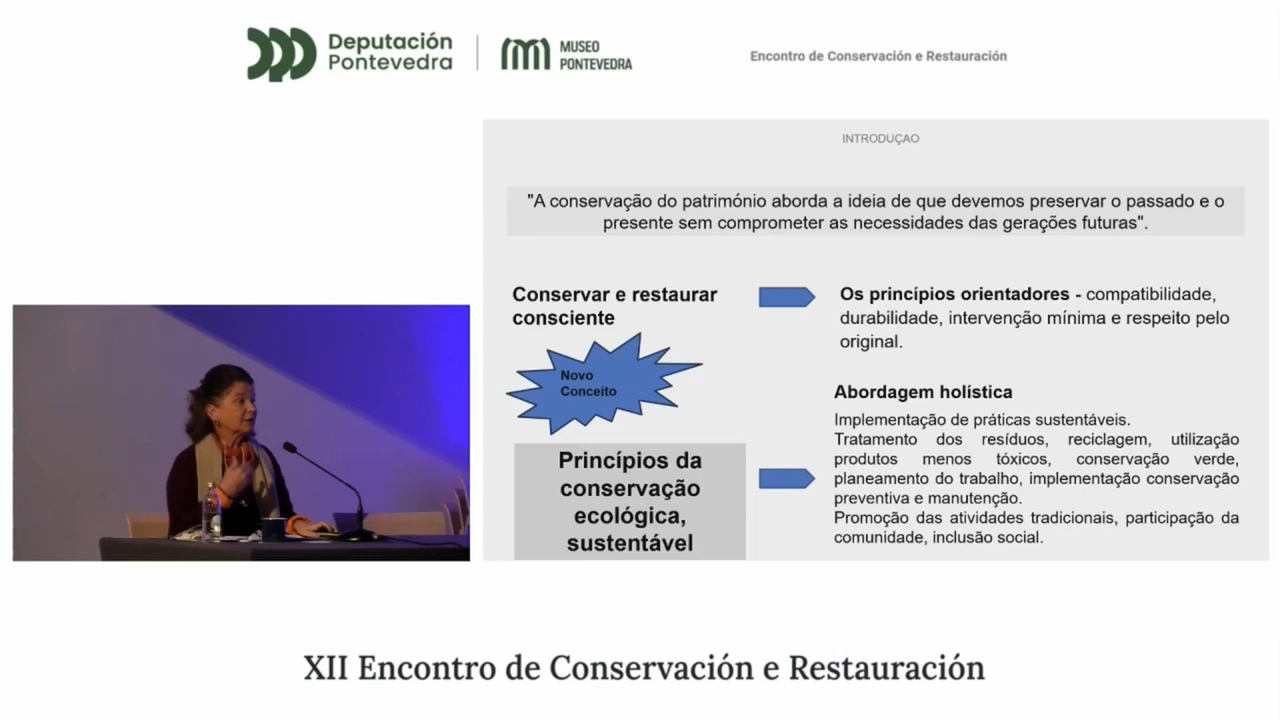 Deputación
Pontevedra
MUSEO
PONTEVEDRA
Encontro de Conservación e Restauración
INTRODUÇAO
"A conservação do património aborda a ideia de que devemos preservar o passado e o
presente sem comprometer as necessidades das gerações futuras".
Conservar e restaurar
consciente
Os princípios orientadores - compatibilidade,
durabilidade, intervenção mínima e respeito pelo
original.
Novo
Conceito
Abordagem holística
Implementação de práticas sustentáveis.
Tratamento dos resíduos, reciclagem, utilização
produtos menos tóxicos, conservação verde,
planeamento do trabalho, implementação conservação
preventiva e manutenção.
Promoção das atividades tradicionais, participação da
comunidade, inclusão social.
Princípios da
conservação
ecológica,
sustentável
XII Encontro de Conservación e Restauración